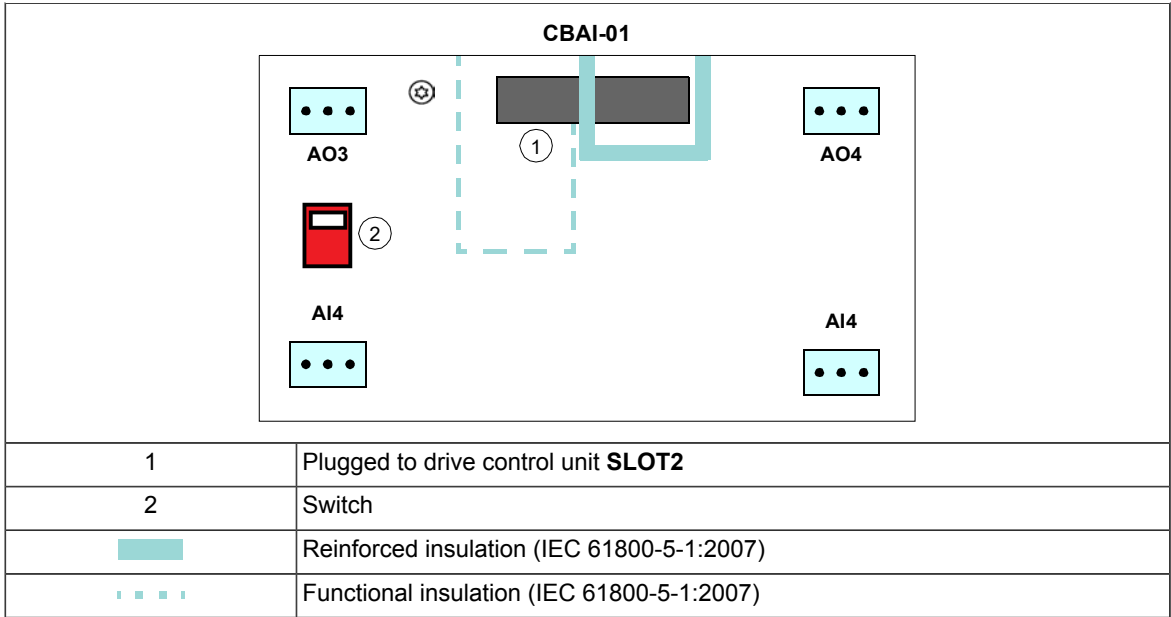 CBAI-01
1
AO3
AO4
2
AI4
AI4
1 Plugged to drive control unit SLOT2
2 Switch
Reinforced insulation (IEC 61800-5-1:2007)
Functional insulation (IEC 61800-5-1:2007)